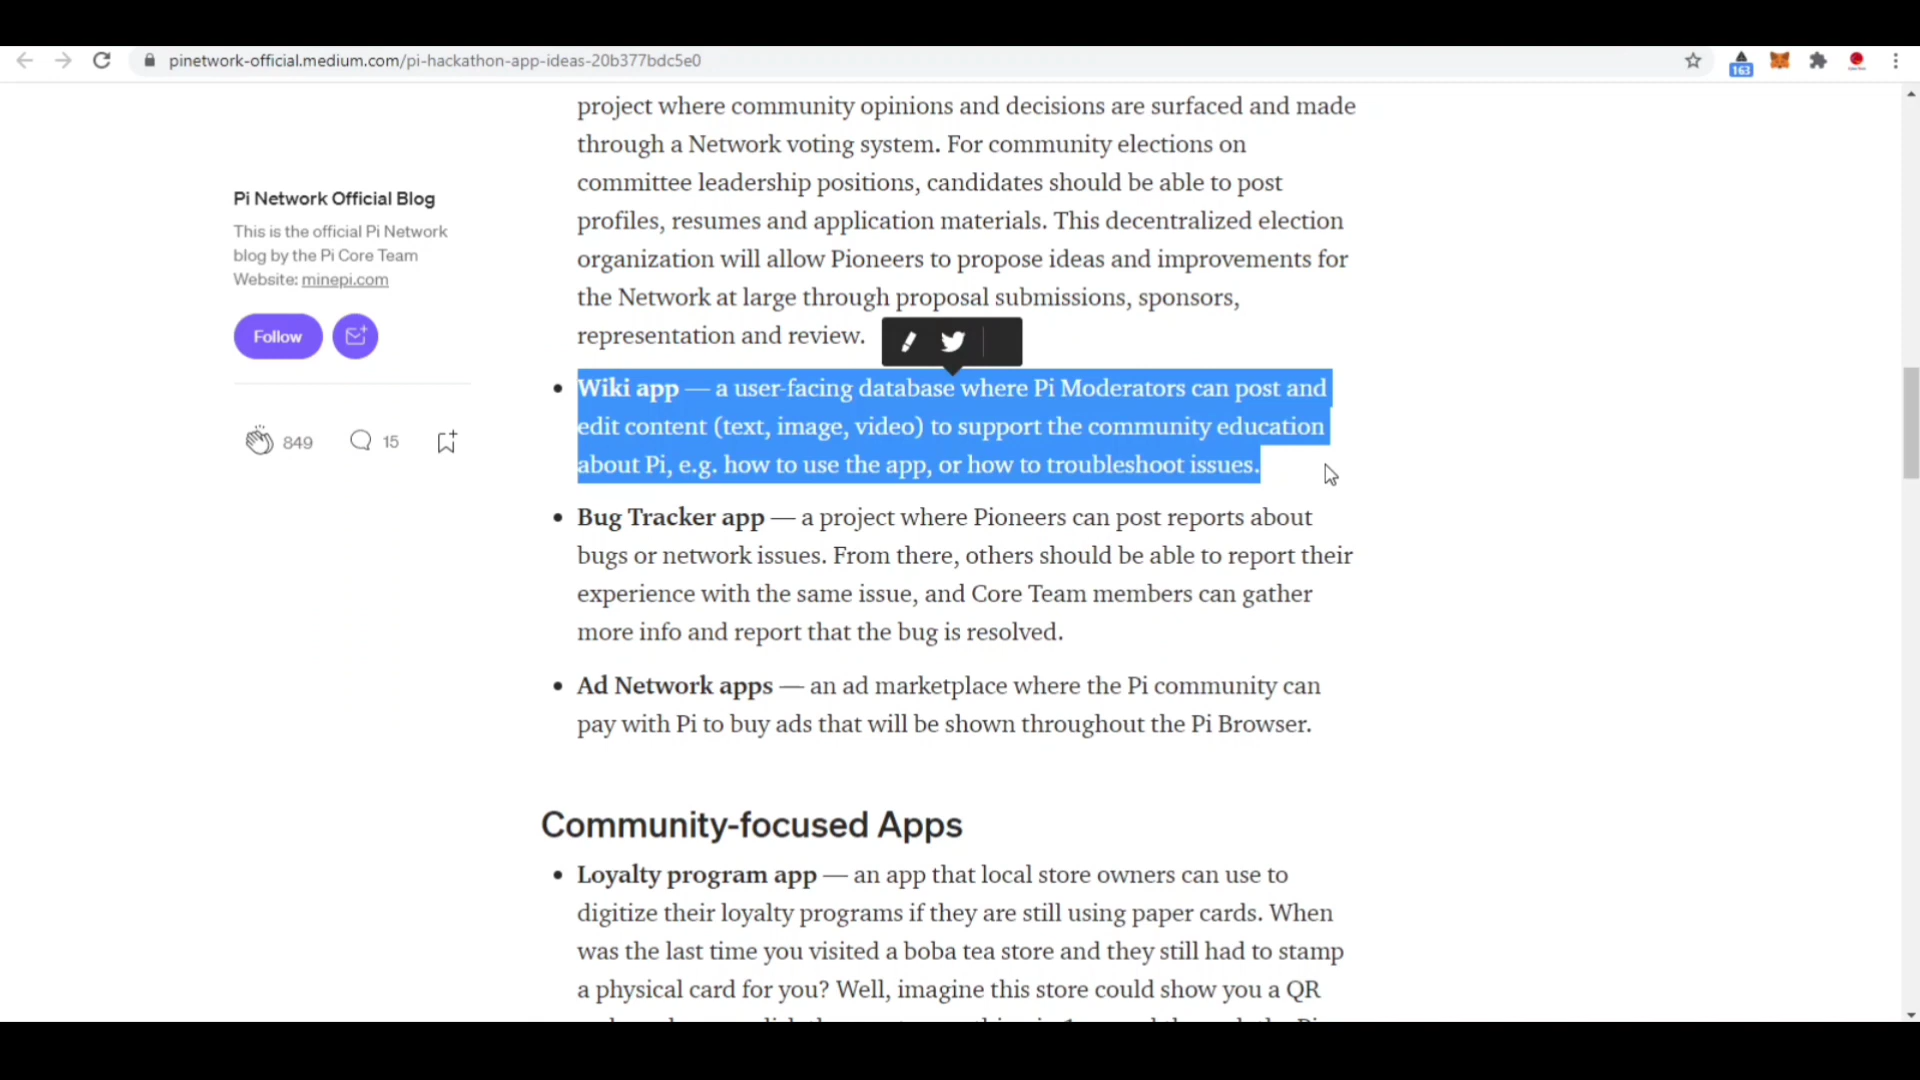 pinetwork-official.medium.com/pi-hackathon-app-ideas-20b377bdc5e0
163
project where community opinions and decisions are surfaced and made
through a Network voting system. For community elections on
committee leadership positions, candidates should be able to post
profiles, resumes and application materials. This decentralized election
organization will allow Pioneers to propose ideas and improvements for
the Network at large through proposal submissions, sponsors,
representation and review.
Pi Network Official Blog
This is the official Pi Network
blog by the Pi Core Team
Website: minepi.com
Follow
849
15
• Wiki app — a user-facing database where Pi Moderators can post and
edit content (text, image, video) to support the community education
about Pi, e.g. how to use the app, or how to troubleshoot issues.
• Bug Tracker app — a project where Pioneers can post reports about
bugs or network issues. From there, others should be able to report their
experience with the same issue, and Core Team members can gather
more info and report that the bug is resolved.
• Ad Network apps — an ad marketplace where the Pi community can
pay with Pi to buy ads that will be shown throughout the Pi Browser.
Community-focused Apps
• Loyalty program app — an app that local store owners can use to
digitize their loyalty programs if they are still using paper cards. When
was the last time you visited a boba tea store and they still had to stamp
a physical card for you? Well, imagine this store could show you a QR